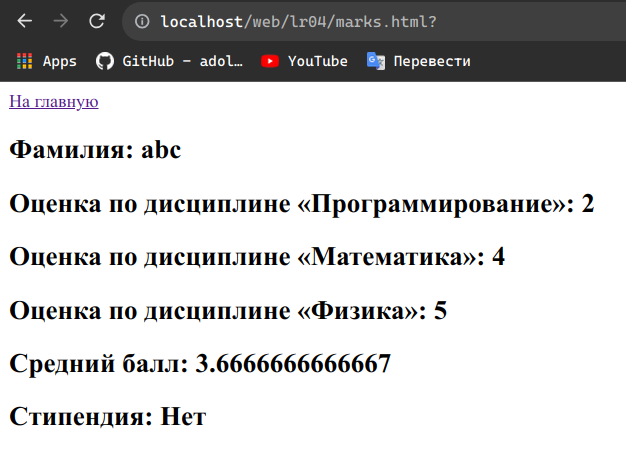 localhost/web/lr04/marks.html?
Apps GitHub - adol... YouTube Перевести
На главную
Фамилия: abc
Оценка по дисциплине «Программирование»: 2
Оценка по дисциплине «Математика»: 4
Оценка по дисциплине «Физика»: 5
Средний балл: 3.6666666666667
Стипендия: Нет